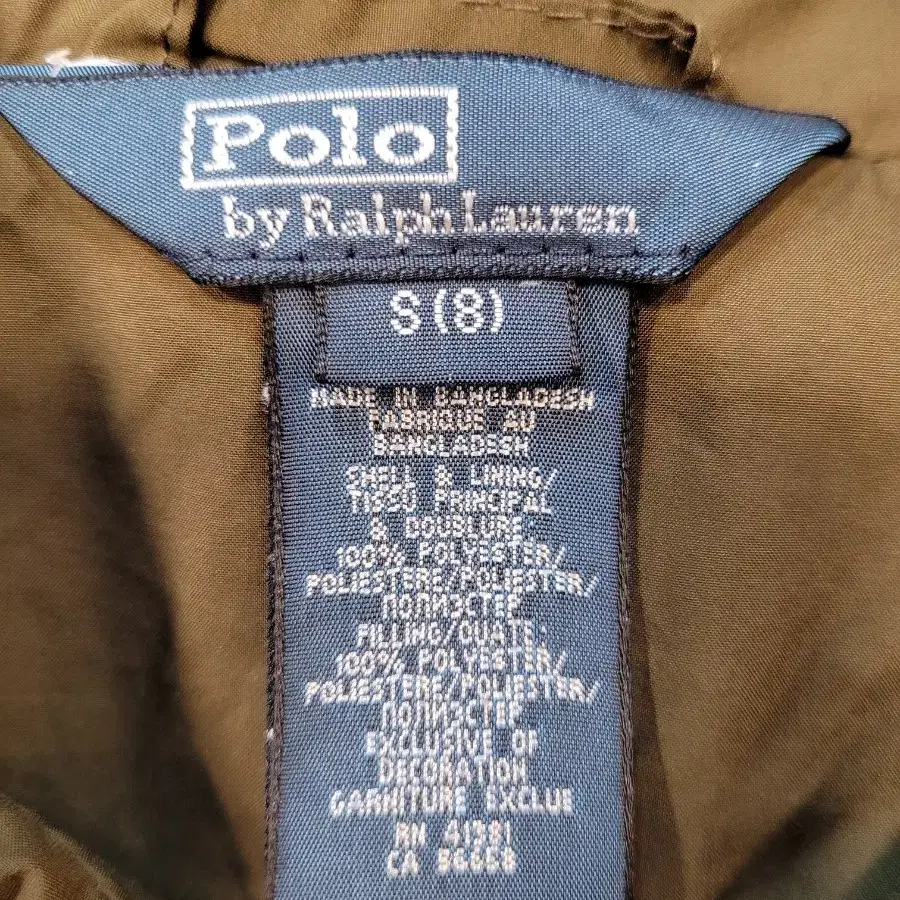 Polo
by Ralph Lauren
S (8)
MADE IN BANGLADESH
FABRIQUE AU
BANGLADESH
SHELL & LINING/
TISSU PRINCIPAL
& DOUBLURE
100% POLYESTER/
POLIESTERE/POLIESTER/
ПОЛИЭСТЕР
FILLING/OUATE:
100% POLYESTER/
POLIESTERE/POLIESTER/
ПОЛИЭСТЕР
EXCLUSIVE OF
DECORATION
GARNITURE EXCLUE
RN 41381
CA